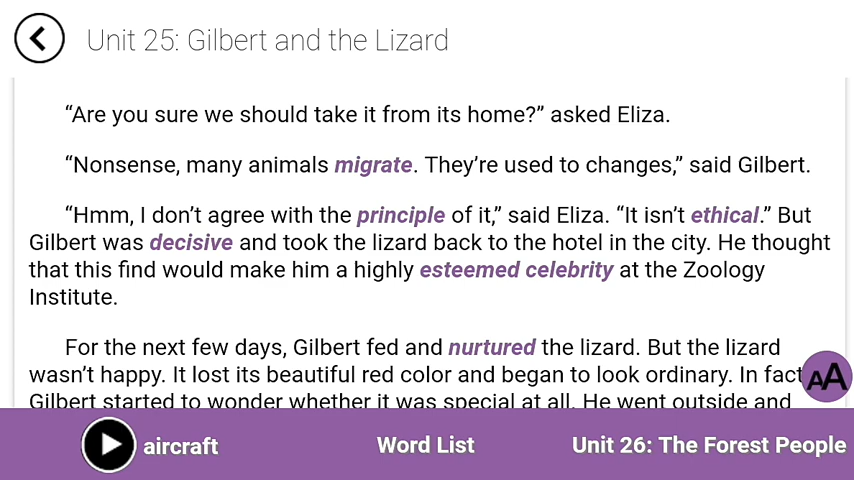 Unit 25: Gilbert and the Lizard
“Are you sure we should take it from its home?” asked Eliza.
“Nonsense, many animals migrate. They’re used to changes,” said Gilbert.
“Hmm, I don’t agree with the principle of it,” said Eliza. “It isn’t ethical.” But
Gilbert was decisive and took the lizard back to the hotel in the city. He thought
that this find would make him a highly esteemed celebrity at the Zoology
Institute.
For the next few days, Gilbert fed and nurtured the lizard. But the lizard
wasn’t happy. It lost its beautiful red color and began to look ordinary. In fact
Gilbert started to wonder whether it was special at all. He went outside and
AA
aircraft
Word List
Unit 26: The Forest People